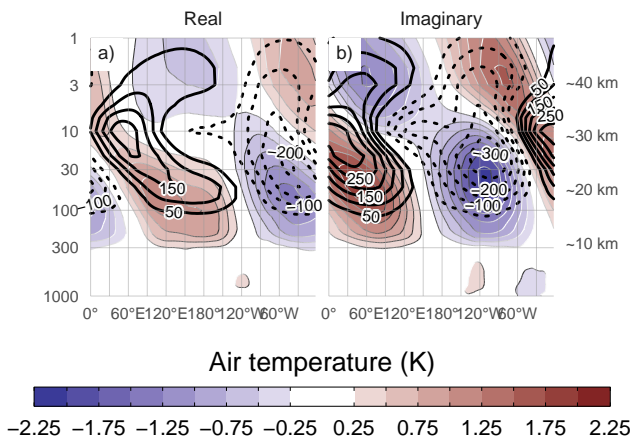 Real
Imaginary
1
3
10
30
100
300
1000
a)
b)
−200
−100
−100
150
50
−300
−200
−100
250
150
50
50
150
250
~40 km
~30 km
~20 km
~10 km
0° 60°E 120°E 180° 120°W 60°W
0° 60°E 120°E 180° 120°W 60°W
Air temperature (K)
−2.25 −1.75 −1.25 −0.75 −0.25 0.25 0.75 1.25 1.75 2.25